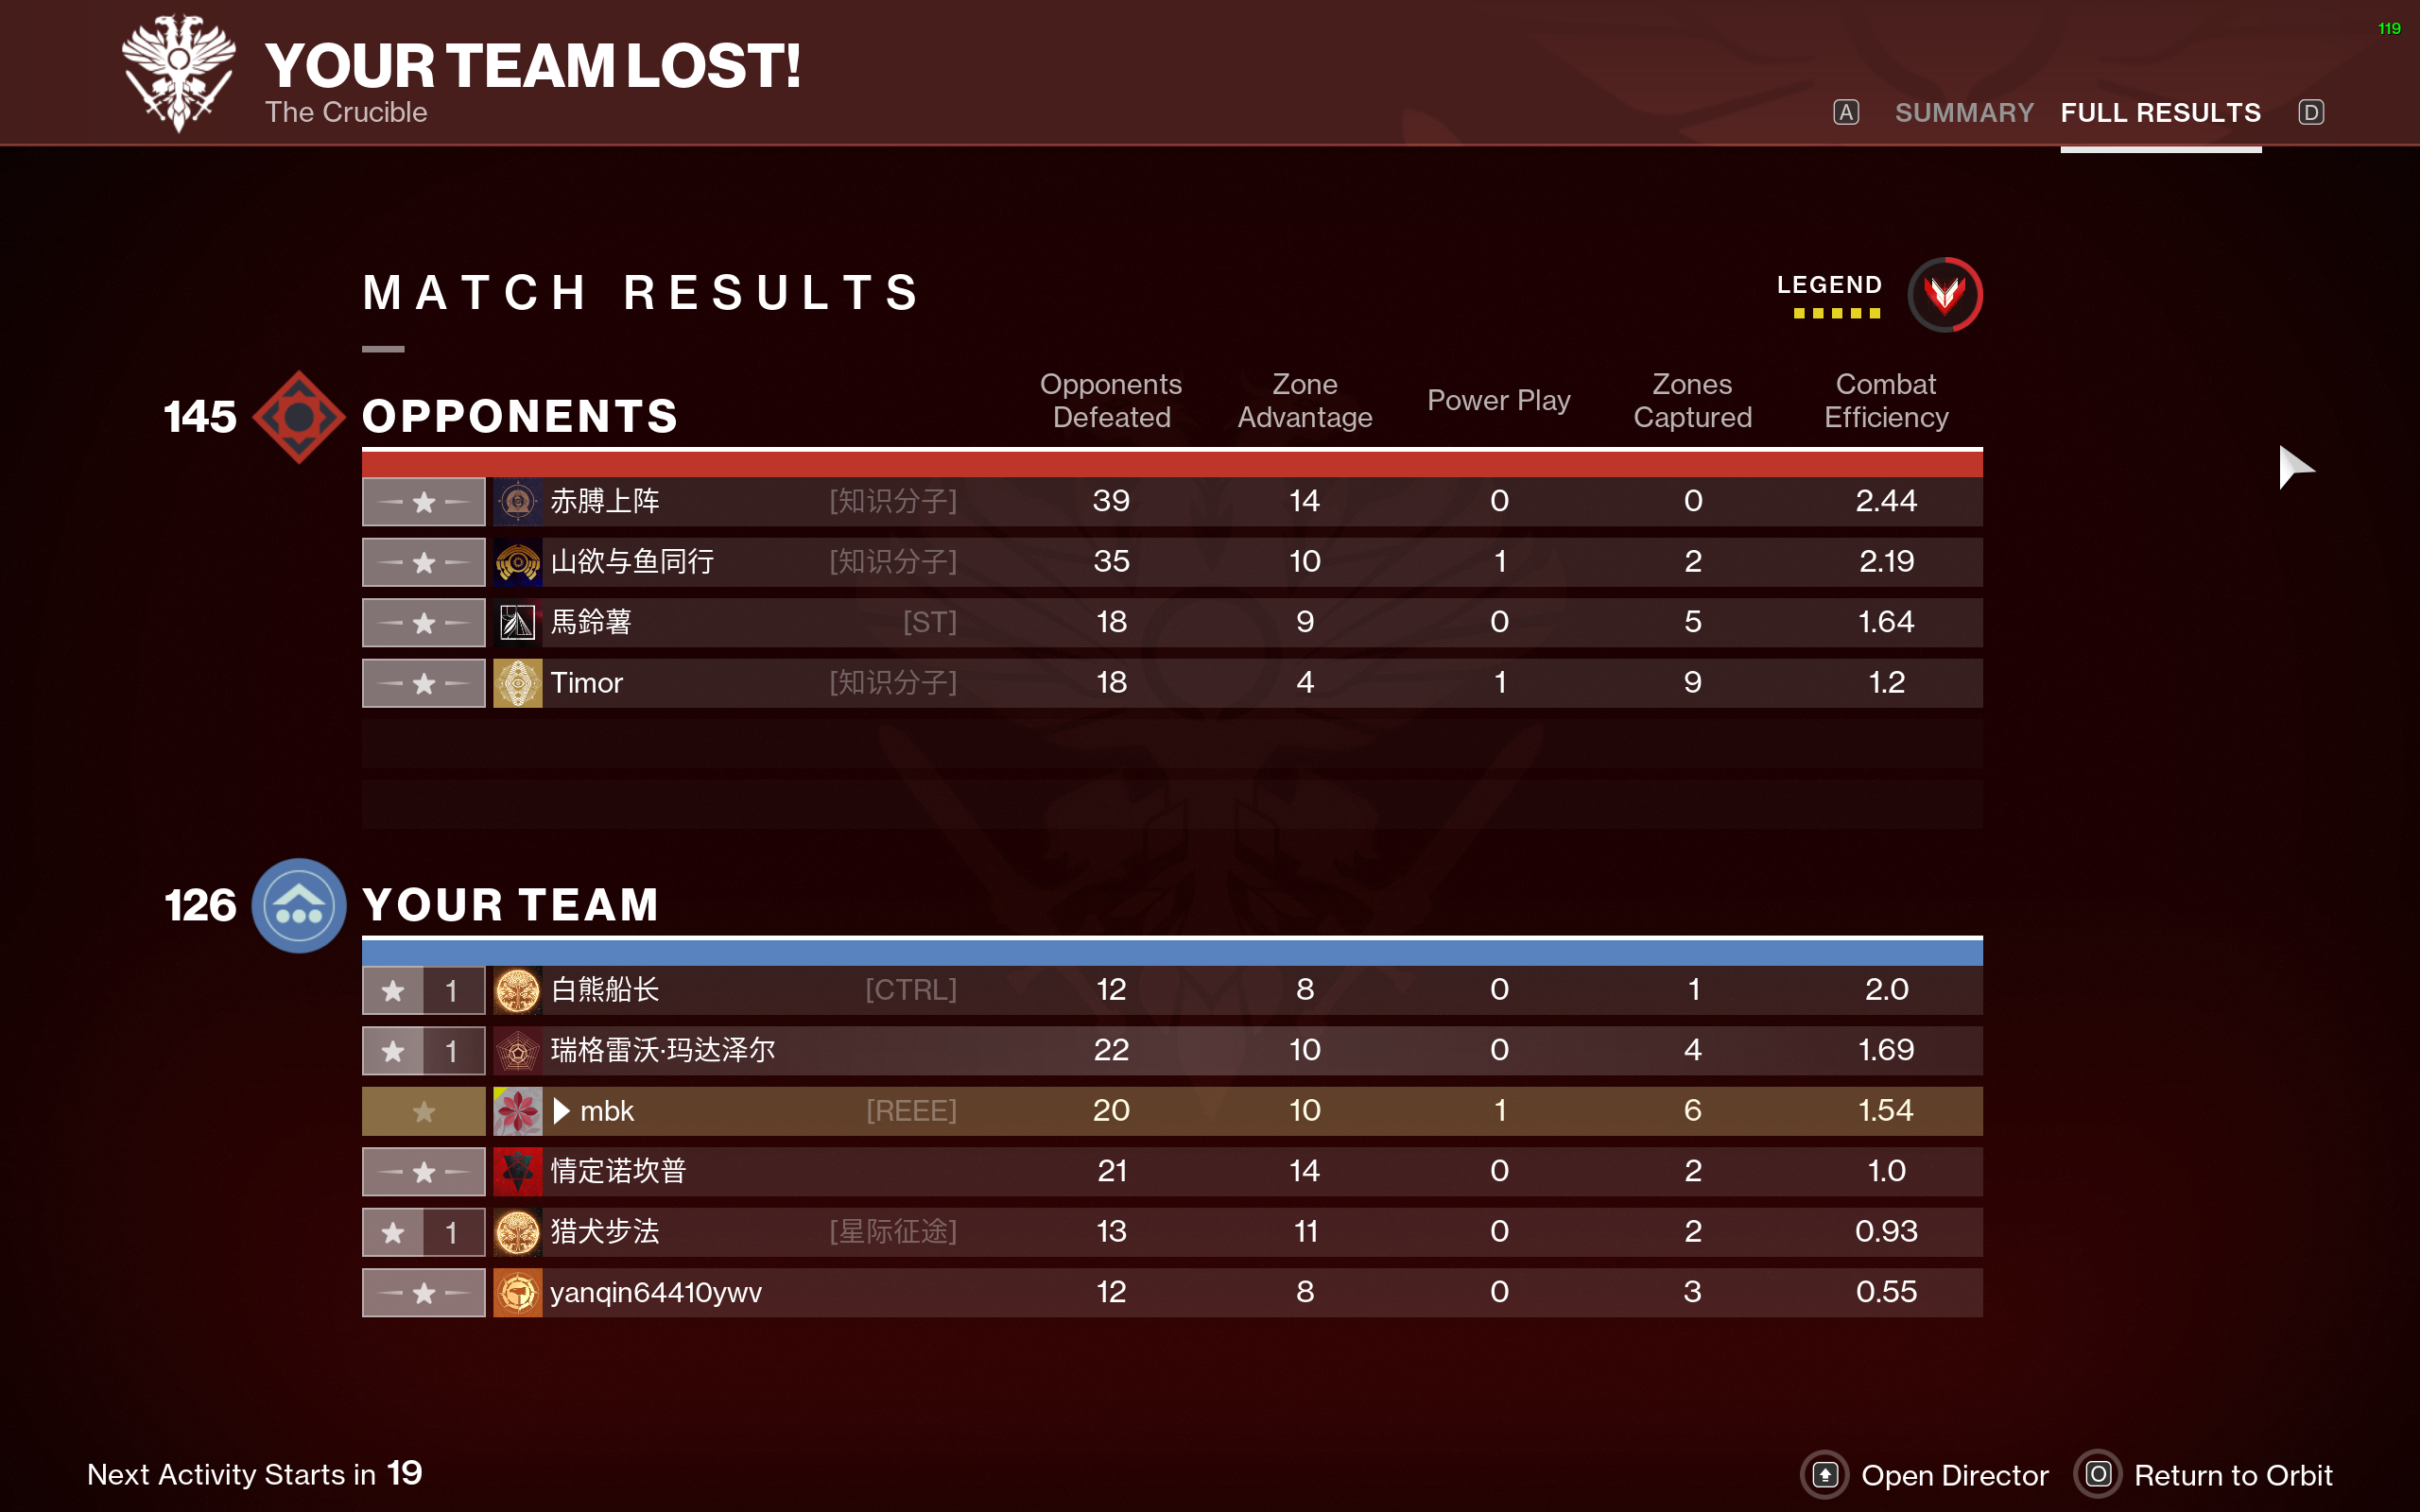 119
YOUR TEAM LOST!
The Crucible
A SUMMARY FULL RESULTS D
MATCH RESULTS
LEGEND
145 OPPONENTS
Opponents Defeated Zone Advantage Power Play Zones Captured Combat Efficiency
赤膊上阵 [知识分子] 39 14 0 0 2.44
山欲与鱼同行 [知识分子] 35 10 1 2 2.19
馬鈴薯 [ST] 18 9 0 5 1.64
Timor [知识分子] 18 4 1 9 1.2
126 YOUR TEAM
1 白熊船长 [CTRL] 12 8 0 1 2.0
1 瑞格雷沃·玛达泽尔 22 10 0 4 1.69
mbk [REEE] 20 10 1 6 1.54
情定诺坎普 21 14 0 2 1.0
1 猎犬步法 [星际征途] 13 11 0 2 0.93
yanqin64410ywv 12 8 0 3 0.55
Next Activity Starts in 19
Open Director O Return to Orbit